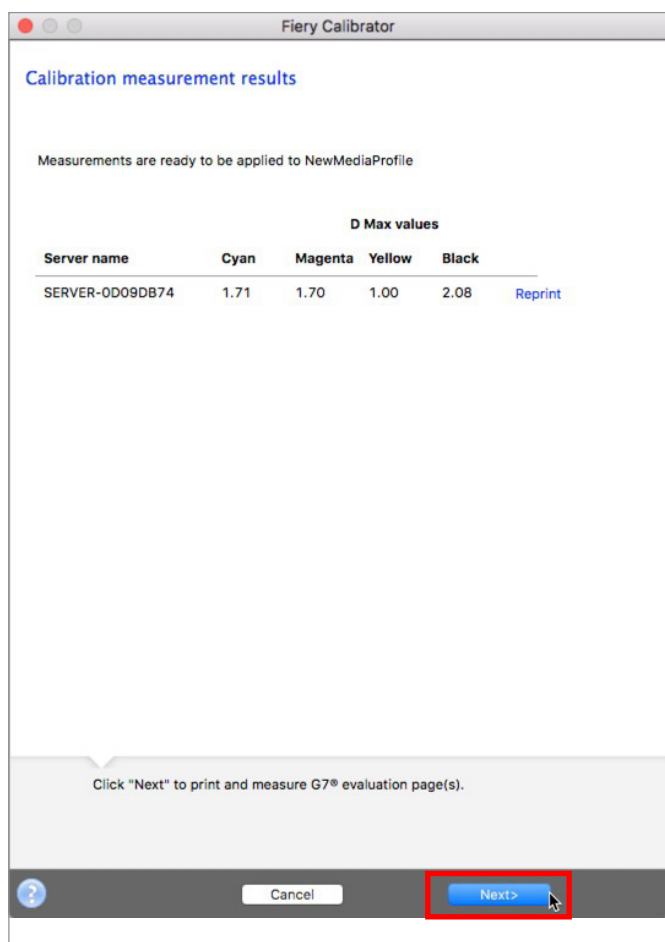 Fiery Calibrator
Calibration measurement results
Measurements are ready to be applied to NewMediaProfile
D Max values
Server name Cyan Magenta Yellow Black
SERVER-0D09DB74 1.71 1.70 1.00 2.08 Reprint
Click "Next" to print and measure G7® evaluation page(s).
? Cancel Next>